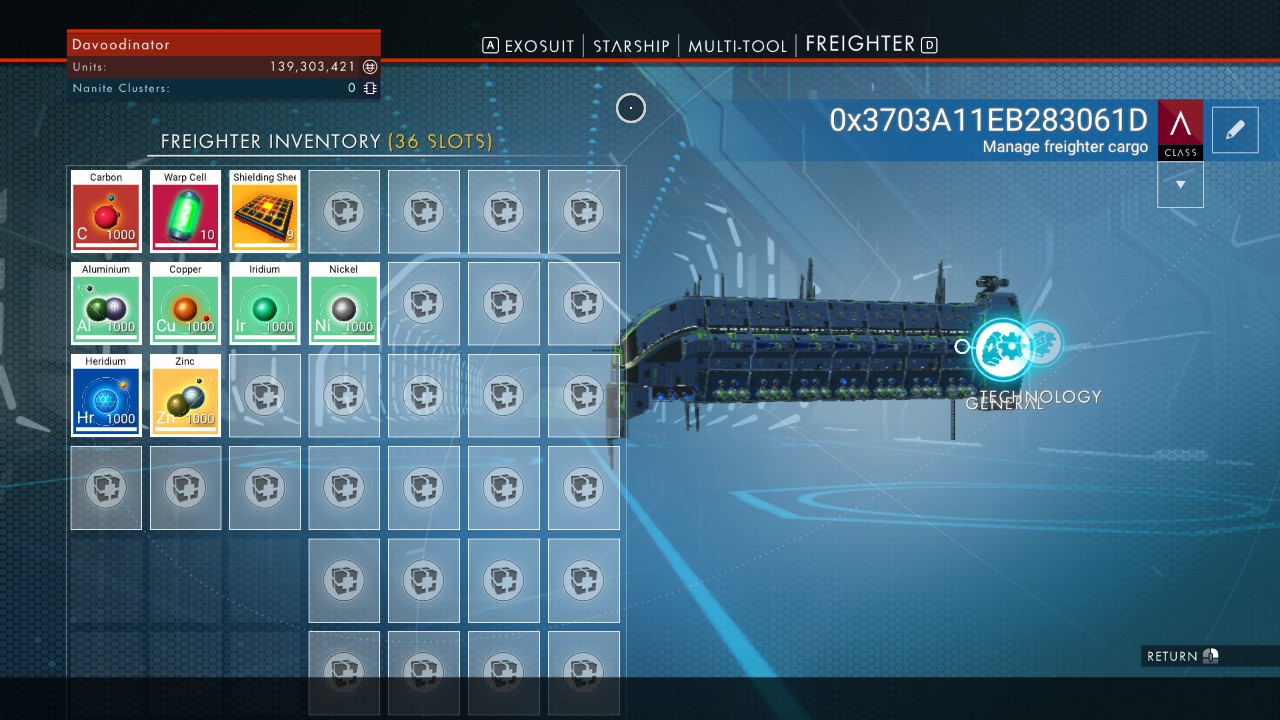 Davoodinator
Units: 139,303,421
Nanite Clusters: 0
A EXOSUIT STARSHIP MULTI-TOOL FREIGHTER D
0x3703A11EB283061D
Manage freighter cargo
CLASS
FREIGHTER INVENTORY (36 SLOTS)
Carbon Warp Cell Shielding Shee
C 1000 10 9
Aluminium Copper Iridium Nickel
Al 1000 Cu 1000 Ir 1000 Ni 1000
Heridium Zinc
Hr 1000 Zn 1000
TECHNOLOGY
GENERAL
RETURN